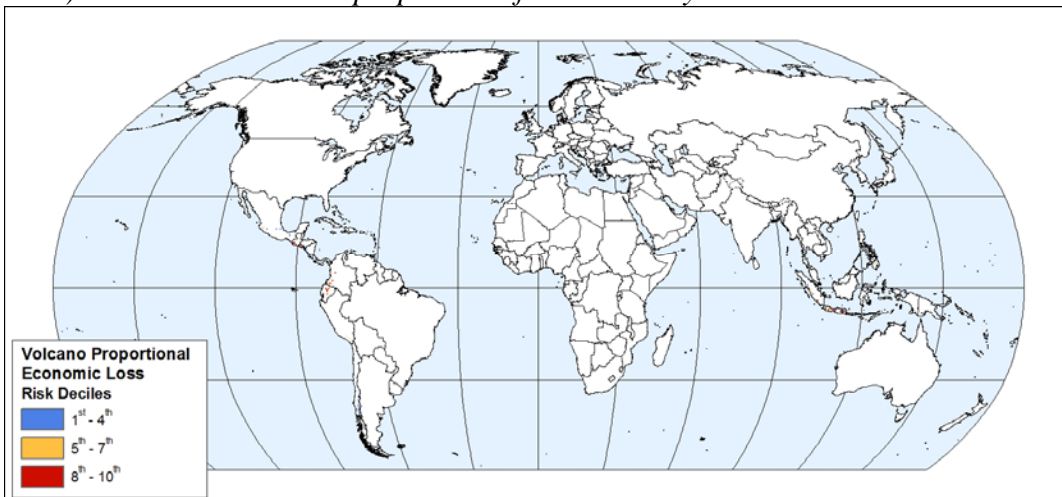 Volcano Proportional
Economic Loss
Risk Deciles
1st - 4th
5th - 7th
8th - 10th